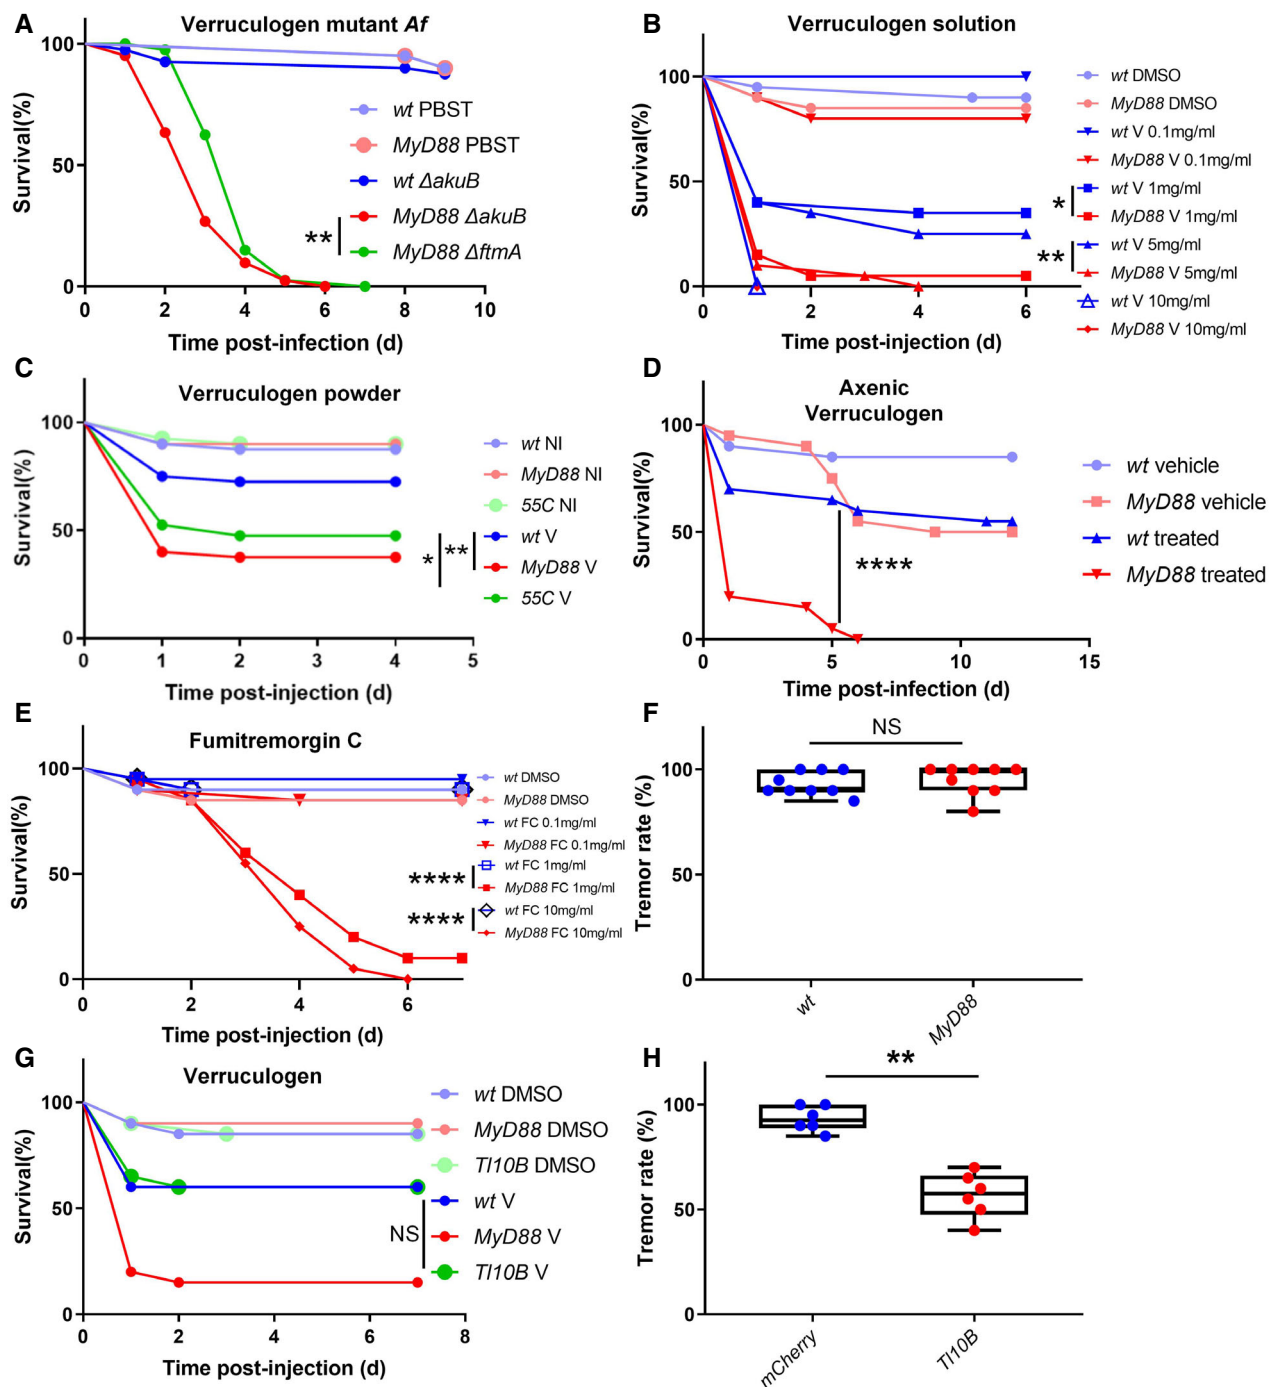 A
Verruculogen mutant Af
Survival(%)
100
50
0
0 2 4 6 8 10
Time post-infection (d)
wt PBST
MyD88 PBST
wt ΔakuB
MyD88 ΔakuB
MyD88 ΔftmA
**
B
Verruculogen solution
Survival(%)
100
50
0
0 2 4 6
Time post-injection (d)
wt DMSO
MyD88 DMSO
wt V 0.1mg/ml
MyD88 V 0.1mg/ml
wt V 1mg/ml
MyD88 V 1mg/ml
wt V 5mg/ml
MyD88 V 5mg/ml
wt V 10mg/ml
MyD88 V 10mg/ml
*
**
C
Verruculogen powder
Survival(%)
100
50
0
0 1 2 3 4 5
Time post-injection (d)
wt NI
MyD88 NI
55C NI
wt V
MyD88 V
55C V
* **
D
Axenic
Verruculogen
Survival(%)
100
50
0
0 5 10 15
Time post-infection (d)
wt vehicle
MyD88 vehicle
wt treated
MyD88 treated
****
E
Fumitremorgin C
Survival(%)
100
50
0
0 2 4 6
Time post-injection (d)
wt DMSO
MyD88 DMSO
wt FC 0.1mg/ml
MyD88 FC 0.1mg/ml
wt FC 1mg/ml
MyD88 FC 1mg/ml
wt FC 10mg/ml
MyD88 FC 10mg/ml
****
****
F
NS
Tremor rate (%)
100
50
0
wt
MyD88
G
Verruculogen
Survival(%)
100
50
0
0 2 4 6 8
Time post-injection (d)
wt DMSO
MyD88 DMSO
Tl10B DMSO
wt V
MyD88 V
Tl10B V
NS
H
**
Tremor rate (%)
100
50
0
mCherry
Tl10B